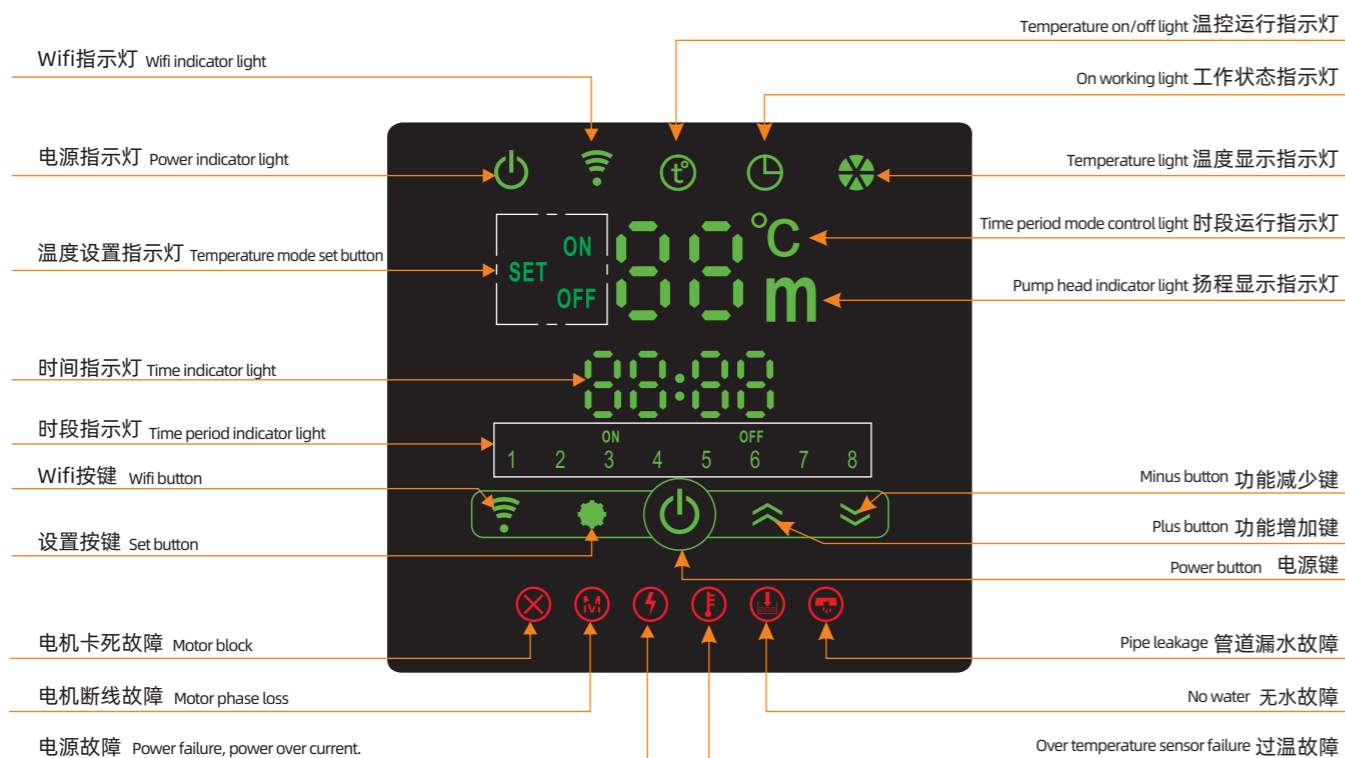 Temperature on/off light 温控运行指示灯
Wifi指示灯 Wifi indicator light
On working light 工作状态指示灯
电源指示灯 Power indicator light
Temperature light 温度显示指示灯
t°
°C
Time period mode control light 时段运行指示灯
温度设置指示灯 Temperature mode set button
SET ON OFF
88
m
Pump head indicator light 扬程显示指示灯
时间指示灯 Time indicator light
88:88
时段指示灯 Time period indicator light
ON OFF
1 2 3 4 5 6 7 8
Wifi按键 Wifi button
Minus button 功能减少键
Plus button 功能增加键
设置按键 Set button
Power button 电源键
M
电机卡死故障 Motor block
Pipe leakage 管道漏水故障
电机断线故障 Motor phase loss
No water 无水故障
电源故障 Power failure, power over current.
Over temperature sensor failure 过温故障